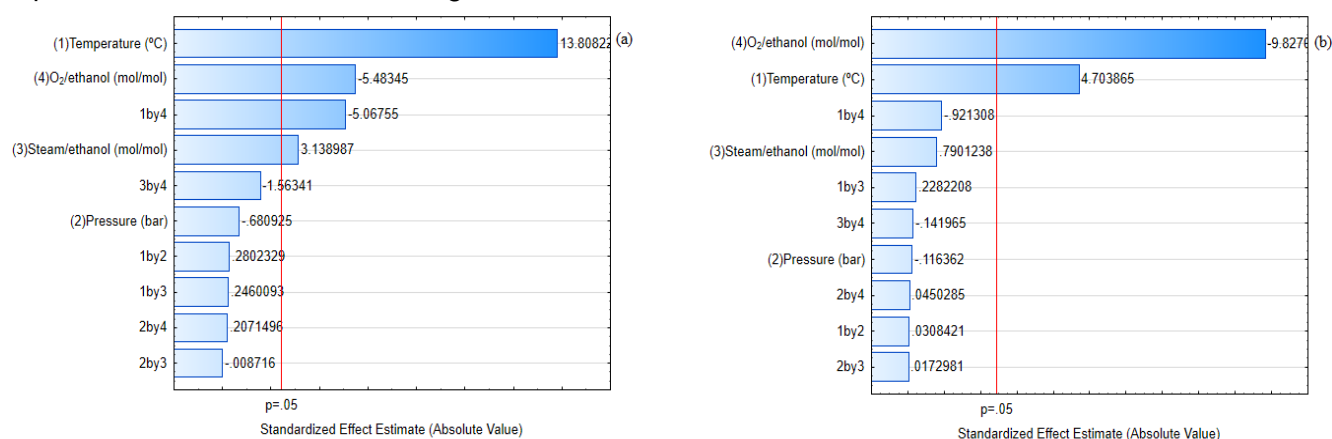 (1)Temperature (ºC)
13.80822
(a)
(4)O₂/ethanol (mol/mol)
-5.48345
1by4
-5.06755
(3)Steam/ethanol (mol/mol)
3.138987
3by4
-1.56341
(2)Pressure (bar)
-.680925
1by2
.2802329
1by3
.2460093
2by4
.2071496
2by3
-.008716
p=.05
Standardized Effect Estimate (Absolute Value)
(4)O₂/ethanol (mol/mol)
-9.8276
(b)
(1)Temperature (ºC)
4.703865
1by4
-.921308
(3)Steam/ethanol (mol/mol)
.7901238
1by3
.2282208
3by4
-.141965
(2)Pressure (bar)
-.116362
2by4
.0450285
1by2
.0308421
2by3
.0172981
p=.05
Standardized Effect Estimate (Absolute Value)